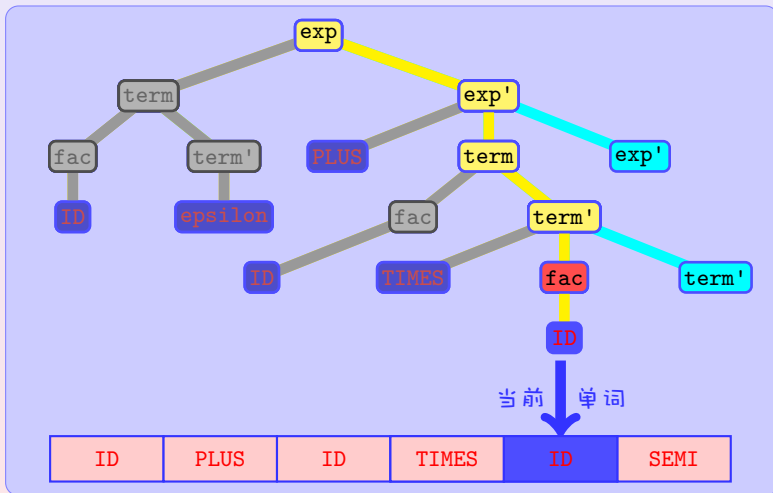 exp
term exp'
fac term' PLUS term exp'
ID epsilon fac term'
ID TIMES fac term'
ID
当前 单词
ID PLUS ID TIMES ID SEMI